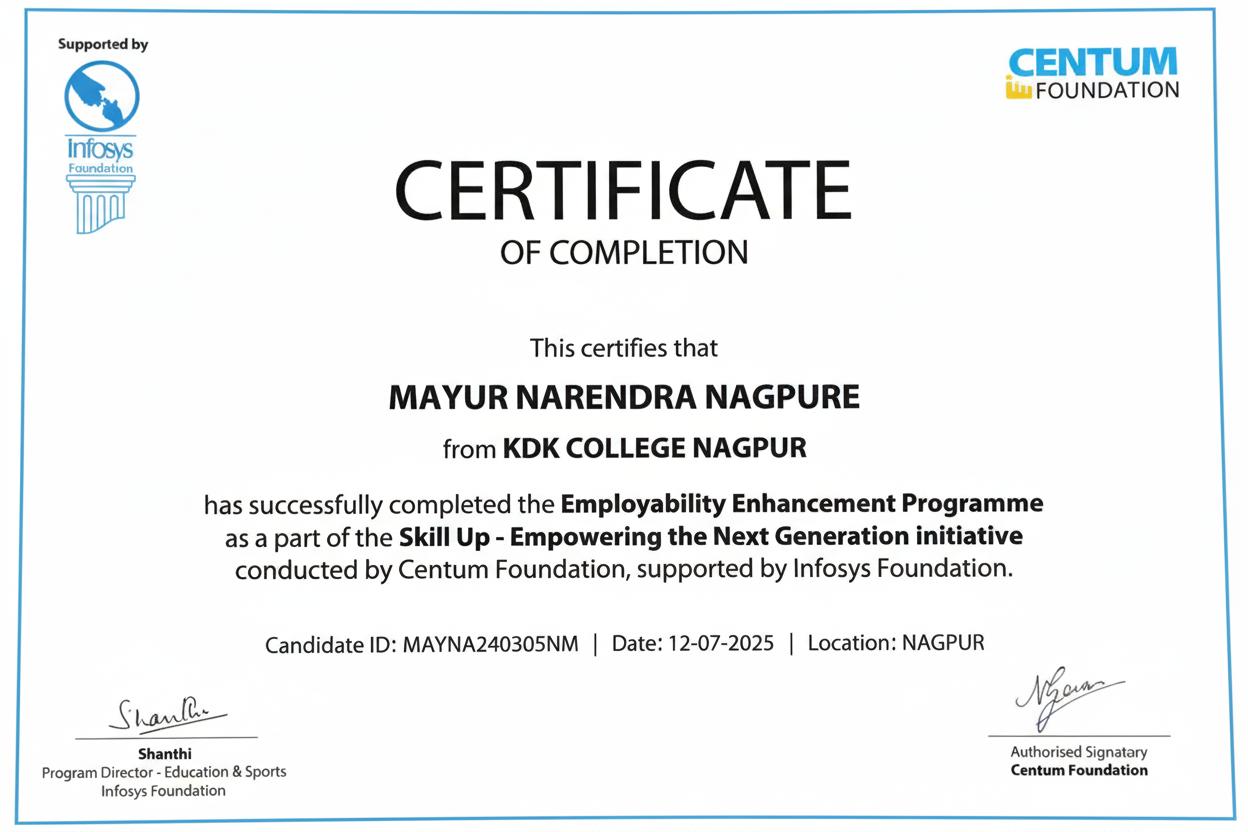 Supported by
Infosys
Foundation
CENTUM
FOUNDATION
CERTIFICATE
OF COMPLETION
This certifies that
MAYUR NARENDRA NAGPURE
from KDK COLLEGE NAGPUR
has successfully completed the Employability Enhancement Programme
as a part of the Skill Up - Empowering the Next Generation initiative
conducted by Centum Foundation, supported by Infosys Foundation.
Candidate ID: MAYNA240305NM | Date: 12-07-2025 | Location: NAGPUR
Shanthi
Shanthi
Program Director - Education & Sports
Infosys Foundation
Authorised Signatary
Centum Foundation